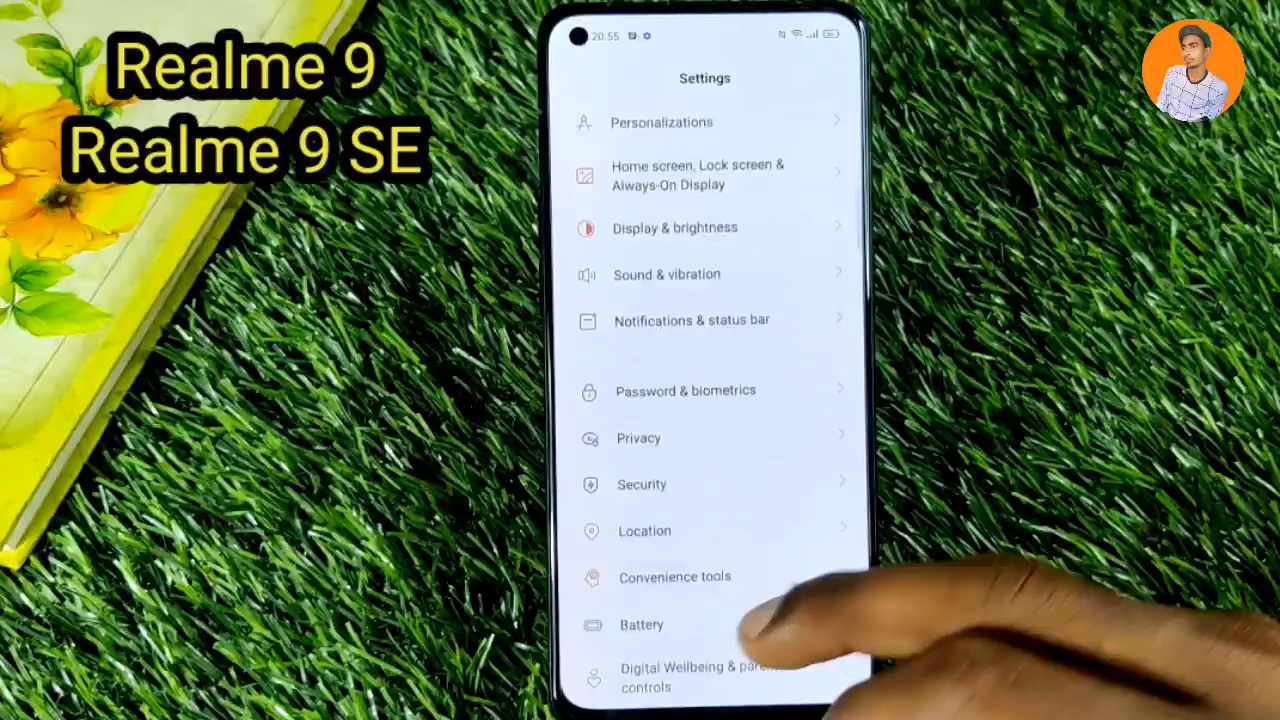 Realme 9
Realme 9 SE
20.55
Settings
Personalizations
Home screen, Lock screen &
Always-On Display
Display & brightness
Sound & vibration
Notifications & status bar
Password & biometrics
Privacy
Security
Location
Convenience tools
Battery
Digital Wellbeing &
controls